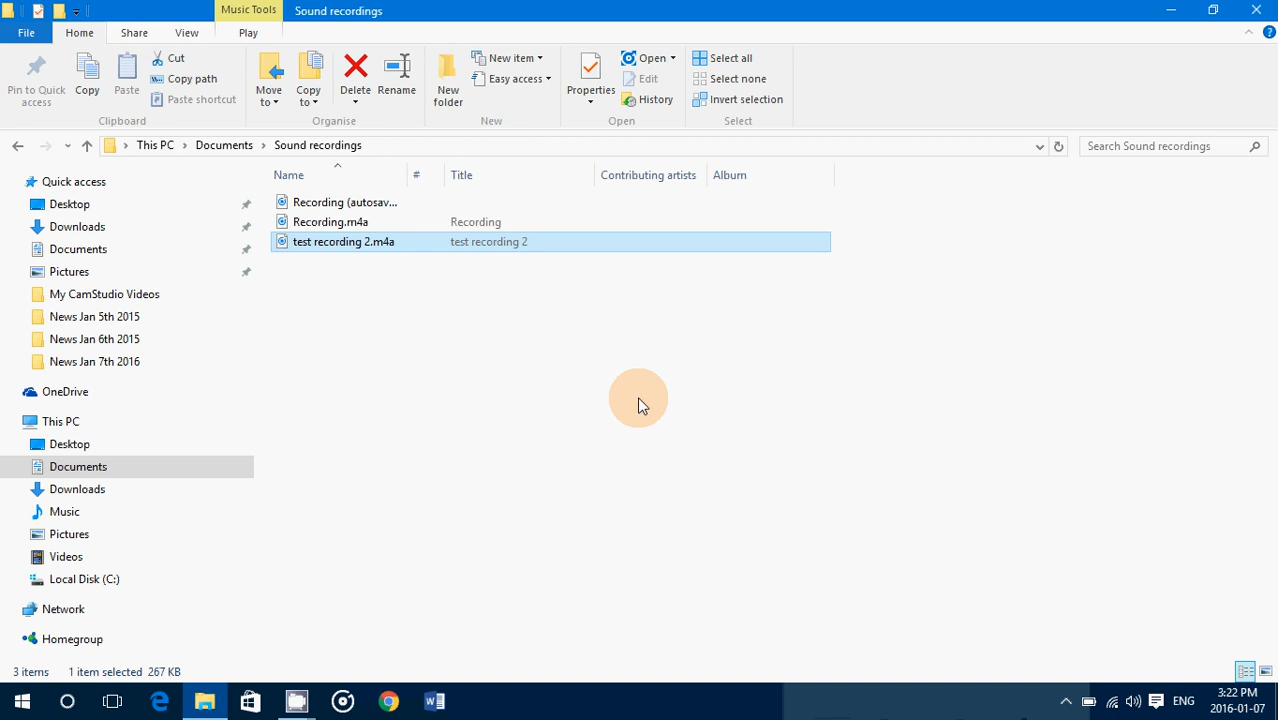 Music Tools
Sound recordings
File
Home
Share
View
Play
Pin to Quick access
Copy
Paste
Cut
Copy path
Paste shortcut
Clipboard
Move to
Copy to
Delete
Rename
Organise
New folder
New item
Easy access
New
Properties
Open
Edit
History
Open
Select all
Select none
Invert selection
Select
This PC > Documents > Sound recordings
Search Sound recordings
Name
#
Title
Contributing artists
Album
Recording (autosav...
Recording.m4a
Recording
test recording 2.m4a
test recording 2
Quick access
Desktop
Downloads
Documents
Pictures
My CamStudio Videos
News Jan 5th 2015
News Jan 6th 2015
News Jan 7th 2016
OneDrive
This PC
Desktop
Documents
Downloads
Music
Pictures
Videos
Local Disk (C:)
Network
Homegroup
3 items
1 item selected 267 KB
ENG
3:22 PM
2016-01-07